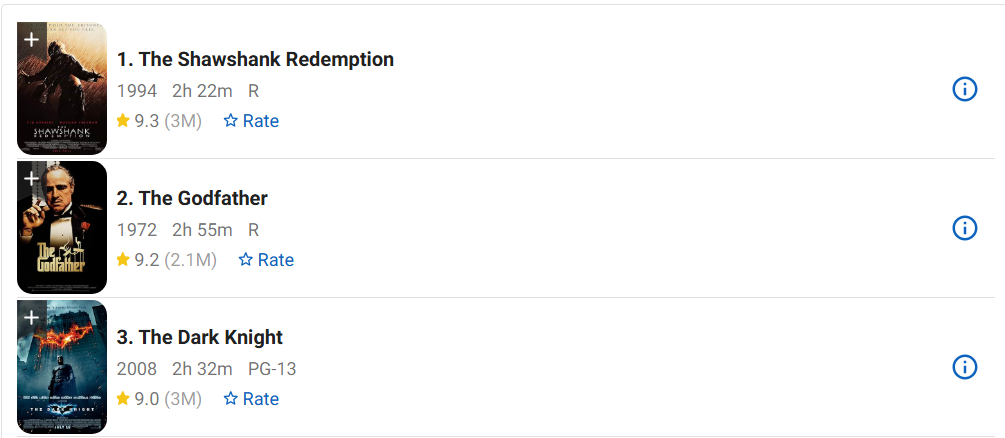 THE
SHAWSHANK
REDEMPTION
1. The Shawshank Redemption
1994 2h 22m R
9.3 (3M) Rate
The
Godfather
2. The Godfather
1972 2h 55m R
9.2 (2.1M) Rate
THE DARK KNIGHT
3. The Dark Knight
2008 2h 32m PG-13
9.0 (3M) Rate